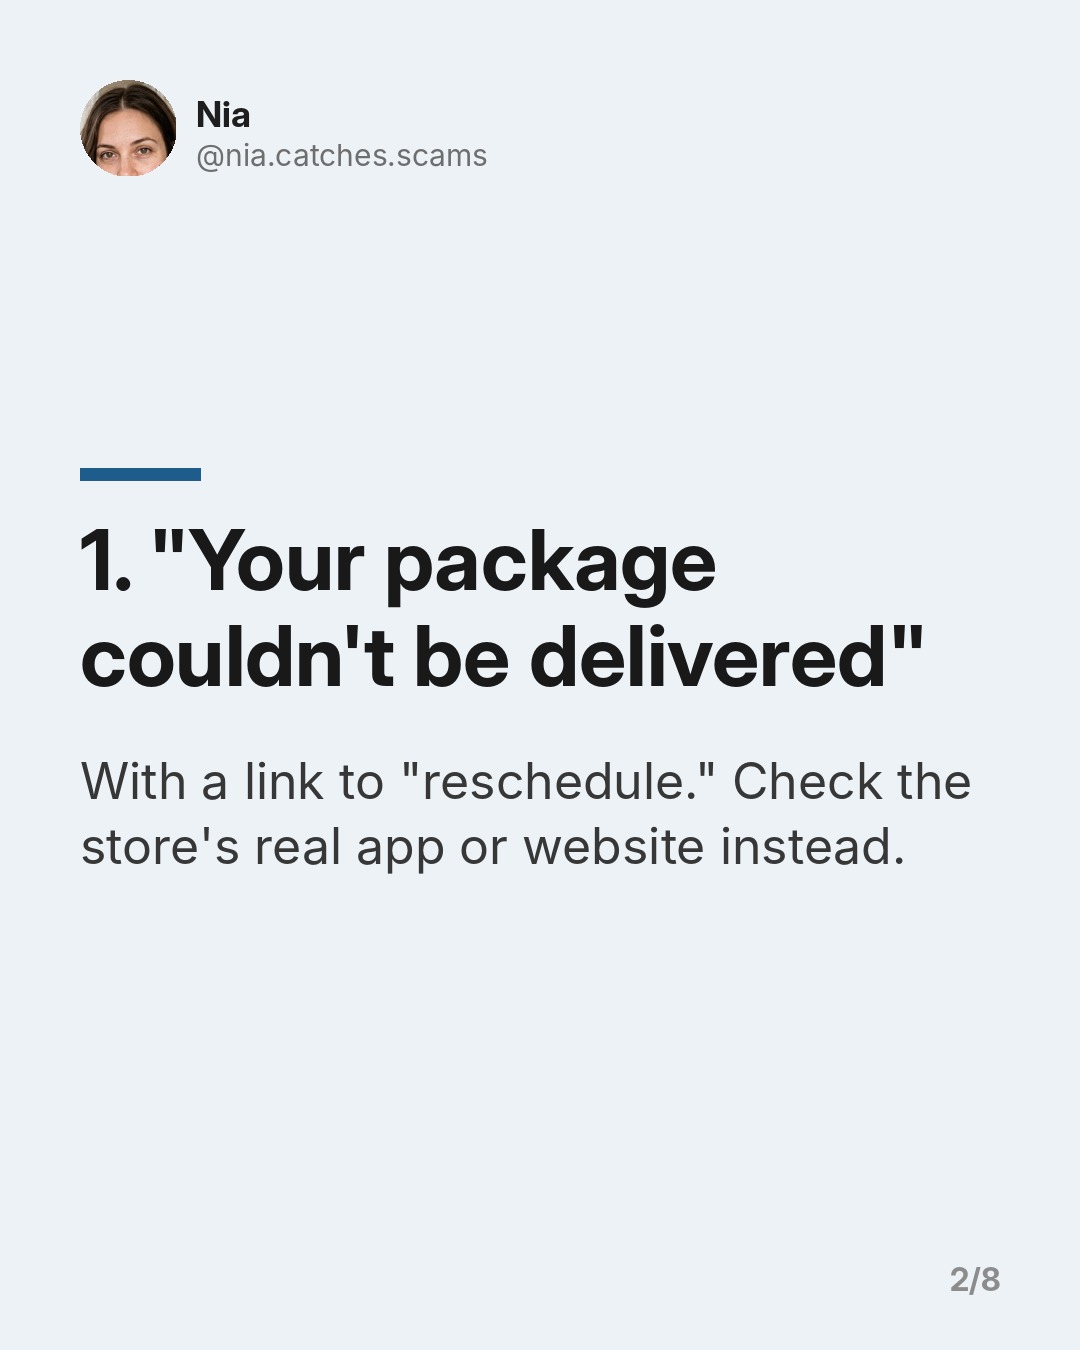 Nia
@nia.catches.scams
1. "Your package
couldn't be delivered"
With a link to "reschedule." Check the
store's real app or website instead.
2/8